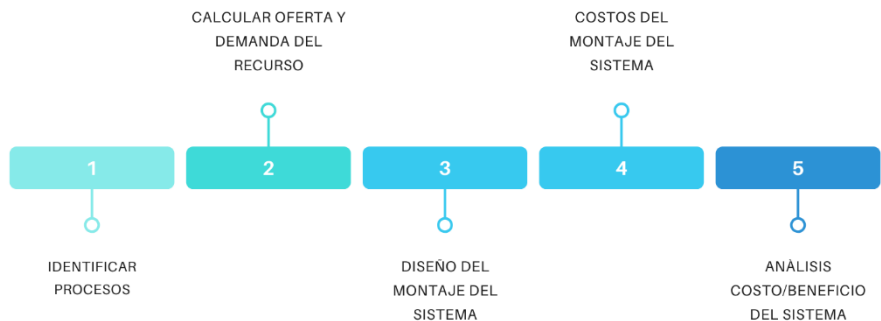 CALCULAR OFERTA Y
DEMANDA DEL
RECURSO
COSTOS DEL
MONTAJE DEL
SISTEMA
1
2
3
4
5
IDENTIFICAR
PROCESOS
DISEÑO DEL
MONTAJE DEL
SISTEMA
ANÀLISIS
COSTO/BENEFICIO
DEL SISTEMA